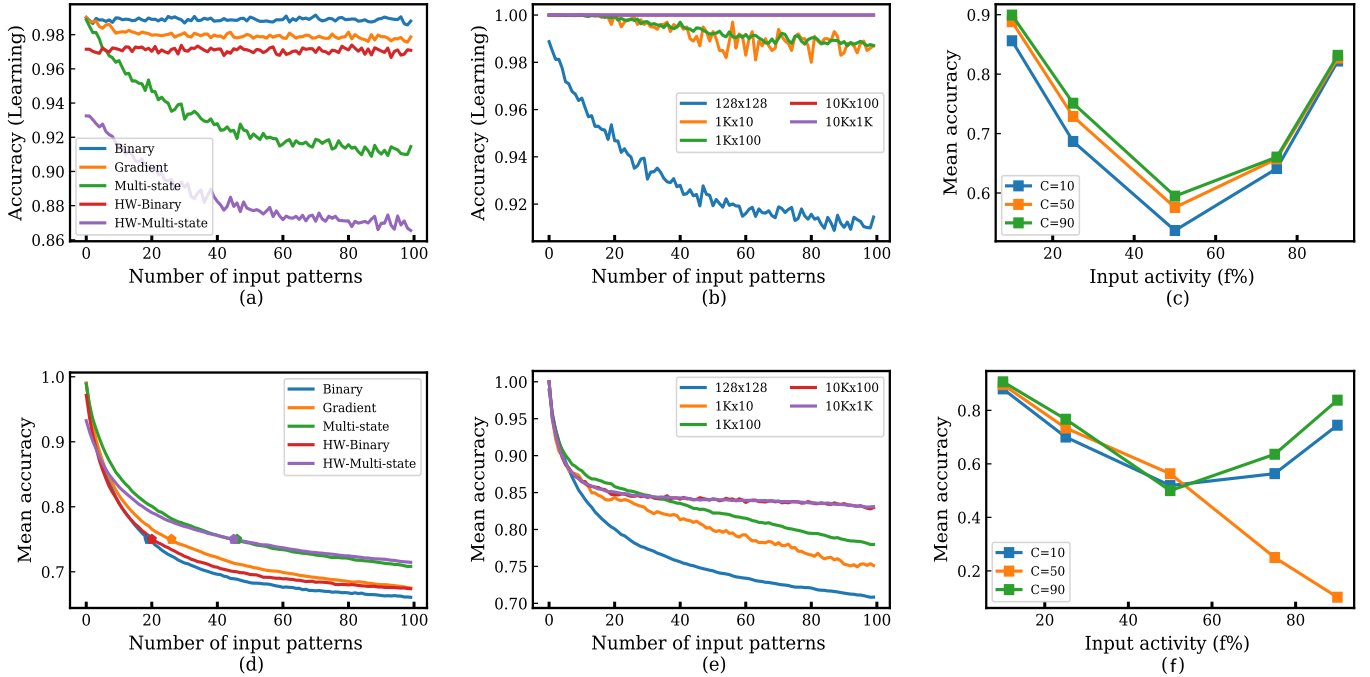 Accuracy (Learning)
0.98
0.96
0.94
0.92
0.90
0.88
0.86
Binary
Gradient
Multi-state
HW-Binary
HW-Multi-state
0 20 40 60 80 100
Number of input patterns
(a)
Accuracy (Learning)
1.00
0.98
0.96
0.94
0.92
128x128
1Kx10
1Kx100
10Kx100
10Kx1K
0 20 40 60 80 100
Number of input patterns
(b)
Mean accuracy
0.9
0.8
0.7
0.6
C=10
C=50
C=90
20 40 60 80
Input activity (f%)
(c)
Mean accuracy
1.0
0.9
0.8
0.7
Binary
Gradient
Multi-state
HW-Binary
HW-Multi-state
0 20 40 60 80 100
Number of input patterns
(d)
Mean accuracy
1.00
0.95
0.90
0.85
0.80
0.75
0.70
128x128
1Kx10
1Kx100
10Kx100
10Kx1K
0 20 40 60 80 100
Number of input patterns
(e)
Mean accuracy
0.8
0.6
0.4
0.2
C=10
C=50
C=90
20 40 60 80
Input activity (f%)
(f)